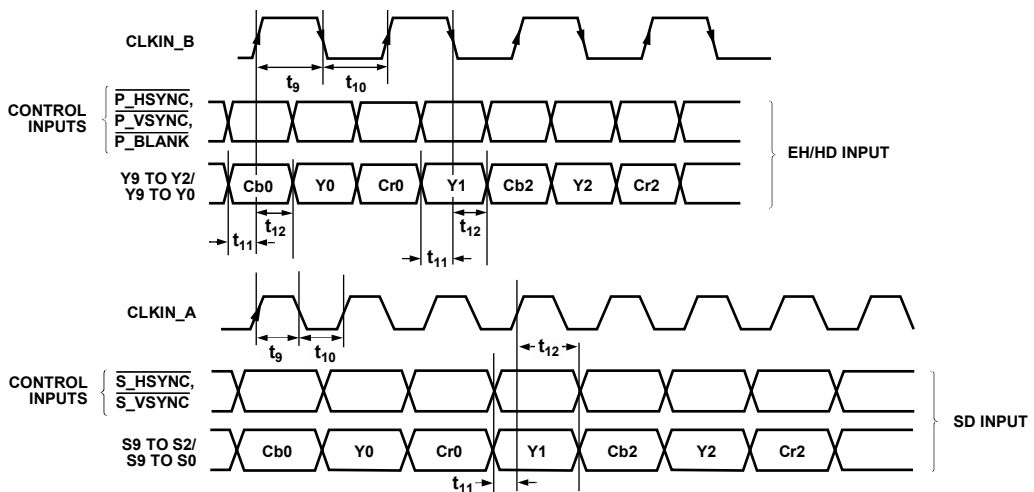 CLKIN_B
t9
t10
CONTROL
INPUTS
P_HSYNC,
P_VSYNC,
P_BLANK
EH/HD INPUT
Y9 TO Y2/
Y9 TO Y0
Cb0 Y0 Cr0 Y1 Cb2 Y2 Cr2
t12
t12
t11
t11
CLKIN_A
t9
t10
t12
CONTROL
INPUTS
S_HSYNC,
S_VSYNC
SD INPUT
S9 TO S2/
S9 TO S0
Cb0 Y0 Cr0 Y1 Cb2 Y2 Cr2
t11